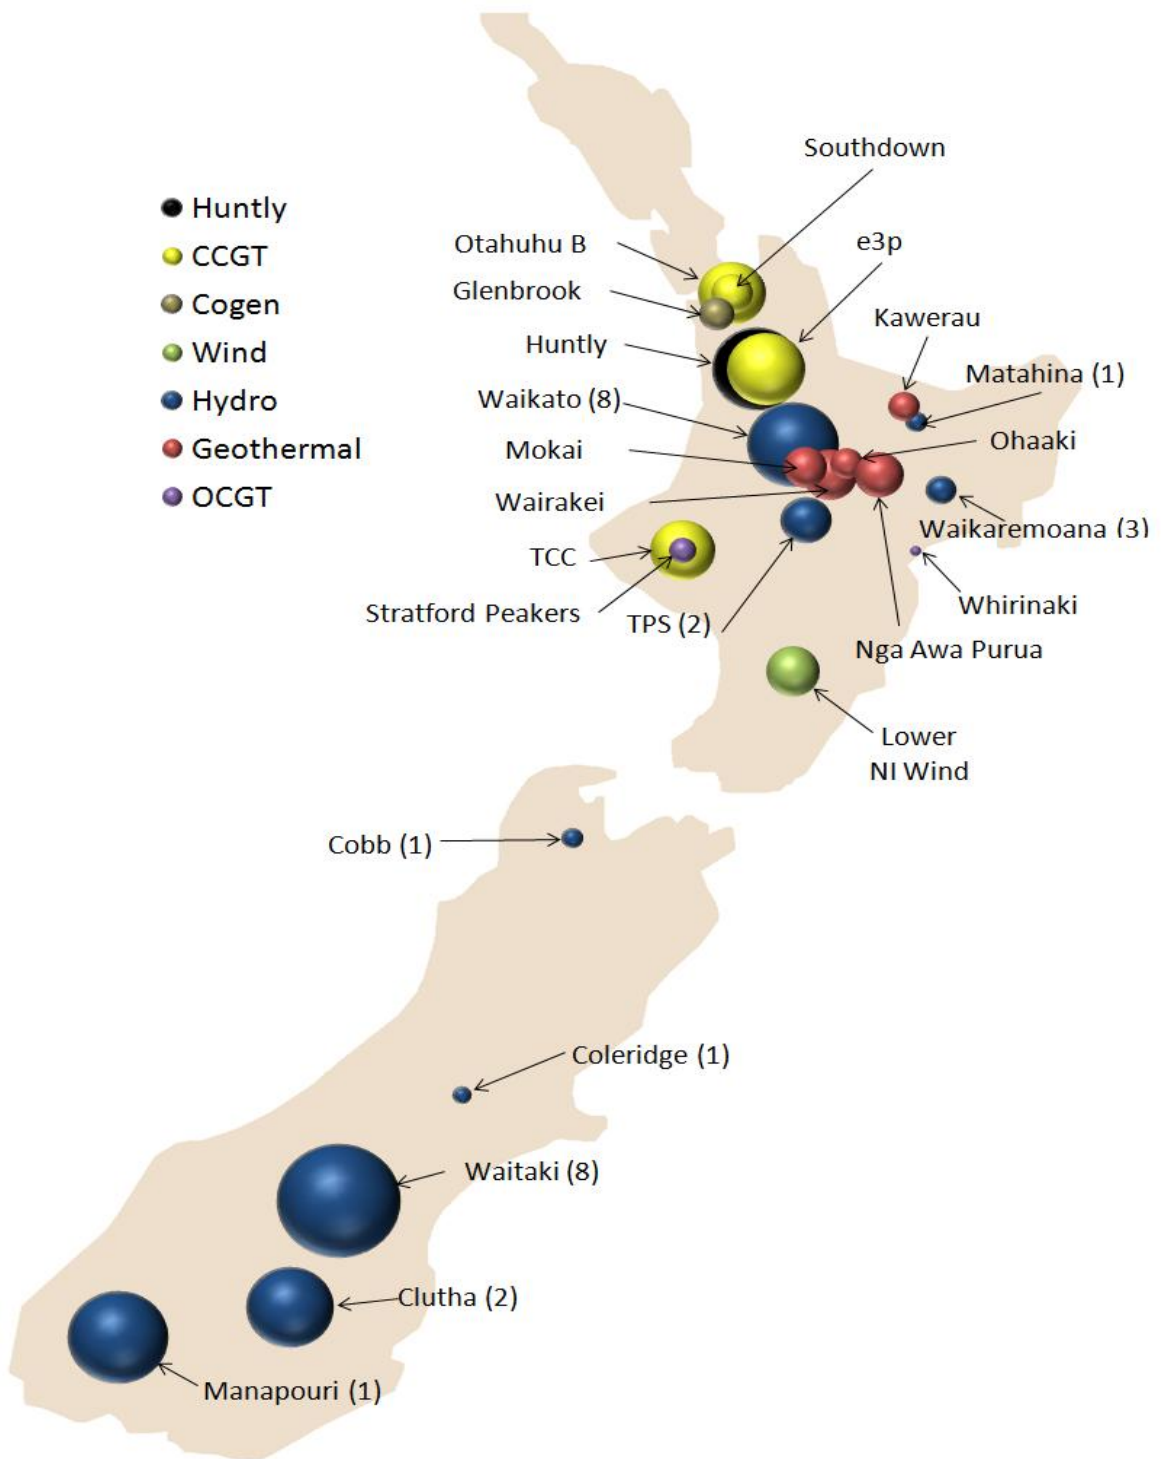 Southdown
Huntly
CCGT
Cogen
Wind
Hydro
Geothermal
OCGT
Otahuhu B
e3p
Glenbrook
Kawerau
Huntly
Matahina (1)
Waikato (8)
Ohaaki
Mokai
Wairakei
Waikaremoana (3)
TCC
Whirinaki
Stratford Peakers
TPS (2)
Nga Awa Purua
Lower
NI Wind
Cobb (1)
Coleridge (1)
Waitaki (8)
Clutha (2)
Manapouri (1)